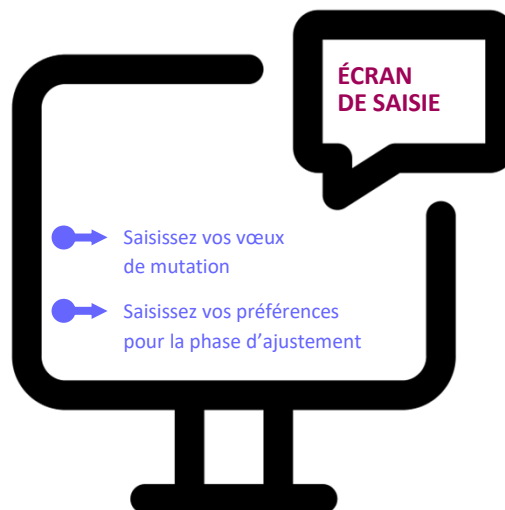 ÉCRAN
DE SAISIE
Saisissez vos vœux
de mutation
Saisissez vos préférences
pour la phase d’ajustement